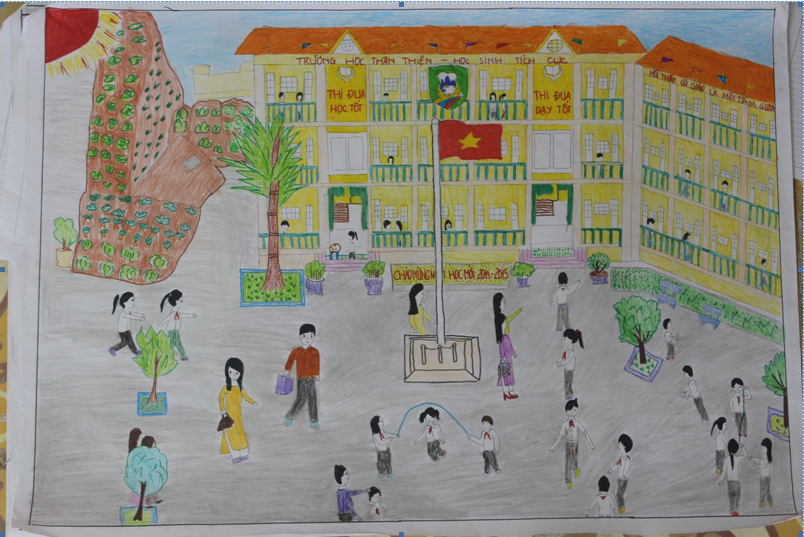 TRƯỜNG HỌC THÂN THIỆN – HỌC SINH TÍCH CỰC
MỖI THẦY CÔ GIÁO LÀ MỘT TẤM GƯƠNG
THI ĐUA
HỌC TỐT
THI ĐUA
DẠY TỐT
CHÀO MỪNG HỌC MỚI 2014-2015